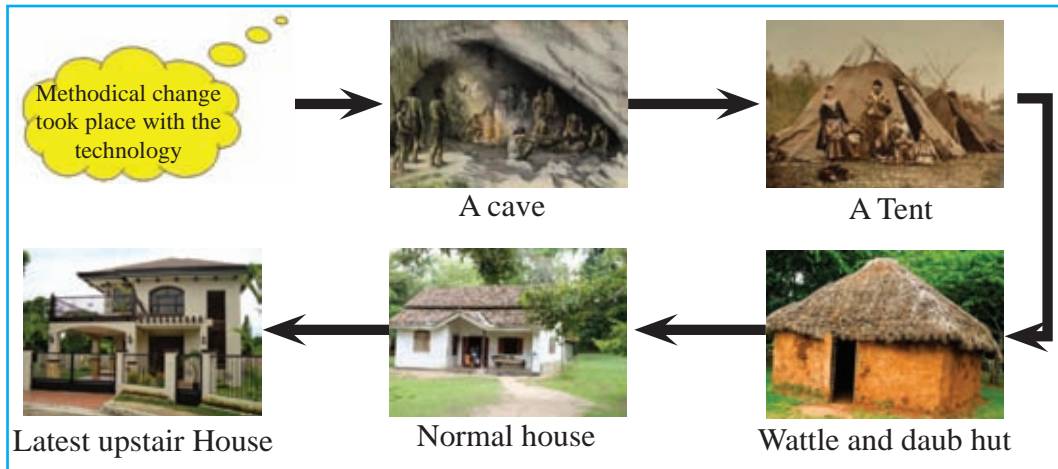 Methodical change
took place with the
technology
A cave
A Tent
Latest upstair House
Normal house
Wattle and daub hut